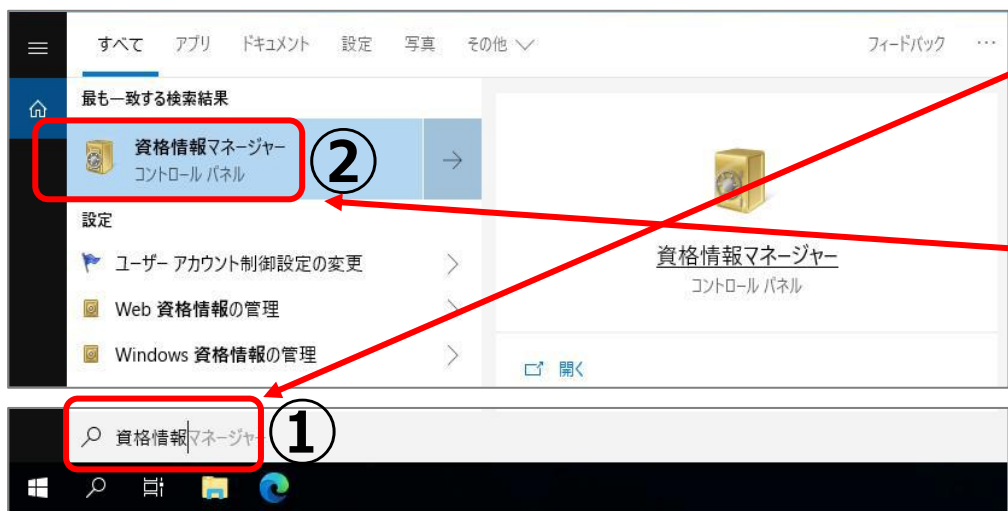 すべて アプリ ドキュメント 設定 写真 その他 フィードバック …
最も一致する検索結果
資格情報マネージャー
コントロール パネル
②
資格情報マネージャー
コントロール パネル
設定
ユーザー アカウント制御設定の変更
Web 資格情報の管理
Windows 資格情報の管理
開く
資格情報マネージャー
①